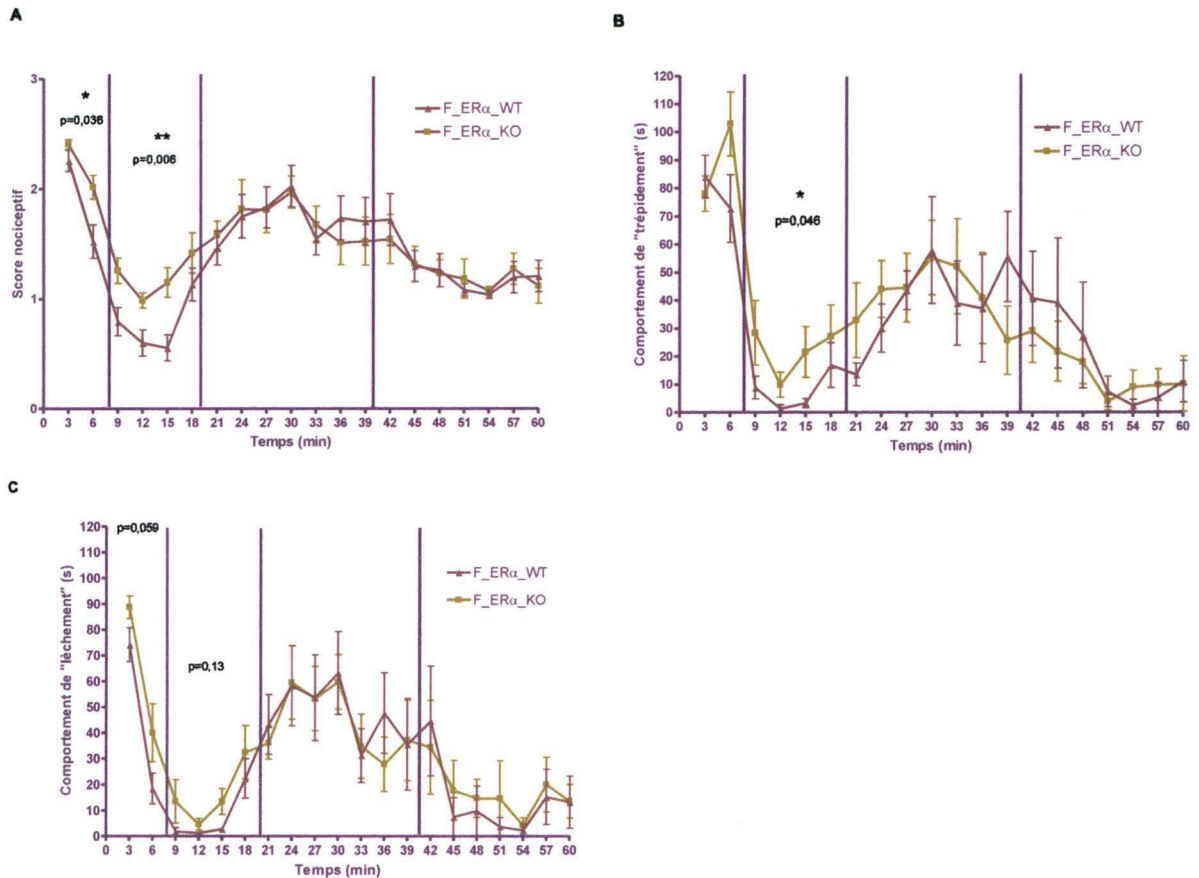 A
Score nociceptif
3
2
1
0
*
p=0,036
**
p=0,006
F_ERα_WT
F_ERα_KO
0 3 6 9 12 15 18 21 24 27 30 33 36 39 42 45 48 51 54 57 60
Temps (min)
B
Comportement de "trépidement" (s)
120
110
100
90
80
70
60
50
40
30
20
10
0
*
p=0,046
F_ERα_WT
F_ERα_KO
0 3 6 9 12 15 18 21 24 27 30 33 36 39 42 45 48 51 54 57 60
Temps (min)
C
Comportement de "lèchement" (s)
120
110
100
90
80
70
60
50
40
30
20
10
0
p=0,059
p=0,13
F_ERα_WT
F_ERα_KO
0 3 6 9 12 15 18 21 24 27 30 33 36 39 42 45 48 51 54 57 60
Temps (min)